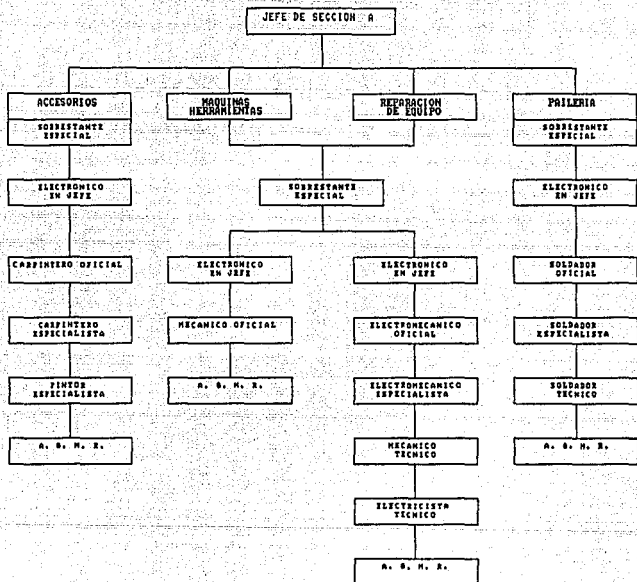 JEFE DE SECCION A
ACCESORIOS
SOBRESTANTE
ESPECIAL
MAQUINAS
HERRAMIENTAS
REPARACION
DE EQUIPO
PAILERIA
SOBRESTANTE
ESPECIAL
SOBRESTANTE
ESPECIAL
ELECTRONICO
EN JEFE
ELECTRONICO
EN JEFE
CARPINTERO OFICIAL
ELECTRONICO
EN JEFE
ELECTRONICO
EN JEFE
SOLDADOR
OFICIAL
CARPINTERO
ESPECIALISTA
MECANICO OFICIAL
ELECTROMECANICO
OFICIAL
SOLDADOR
ESPECIALISTA
PINTOR
ESPECIALISTA
A. G. M. R.
ELECTROMECANICO
ESPECIALISTA
SOLDADOR
TECNICO
A. G. M. R.
MECANICO
TECNICO
A. G. M. R.
ELECTRICISTA
TECNICO
A. G. M. R.